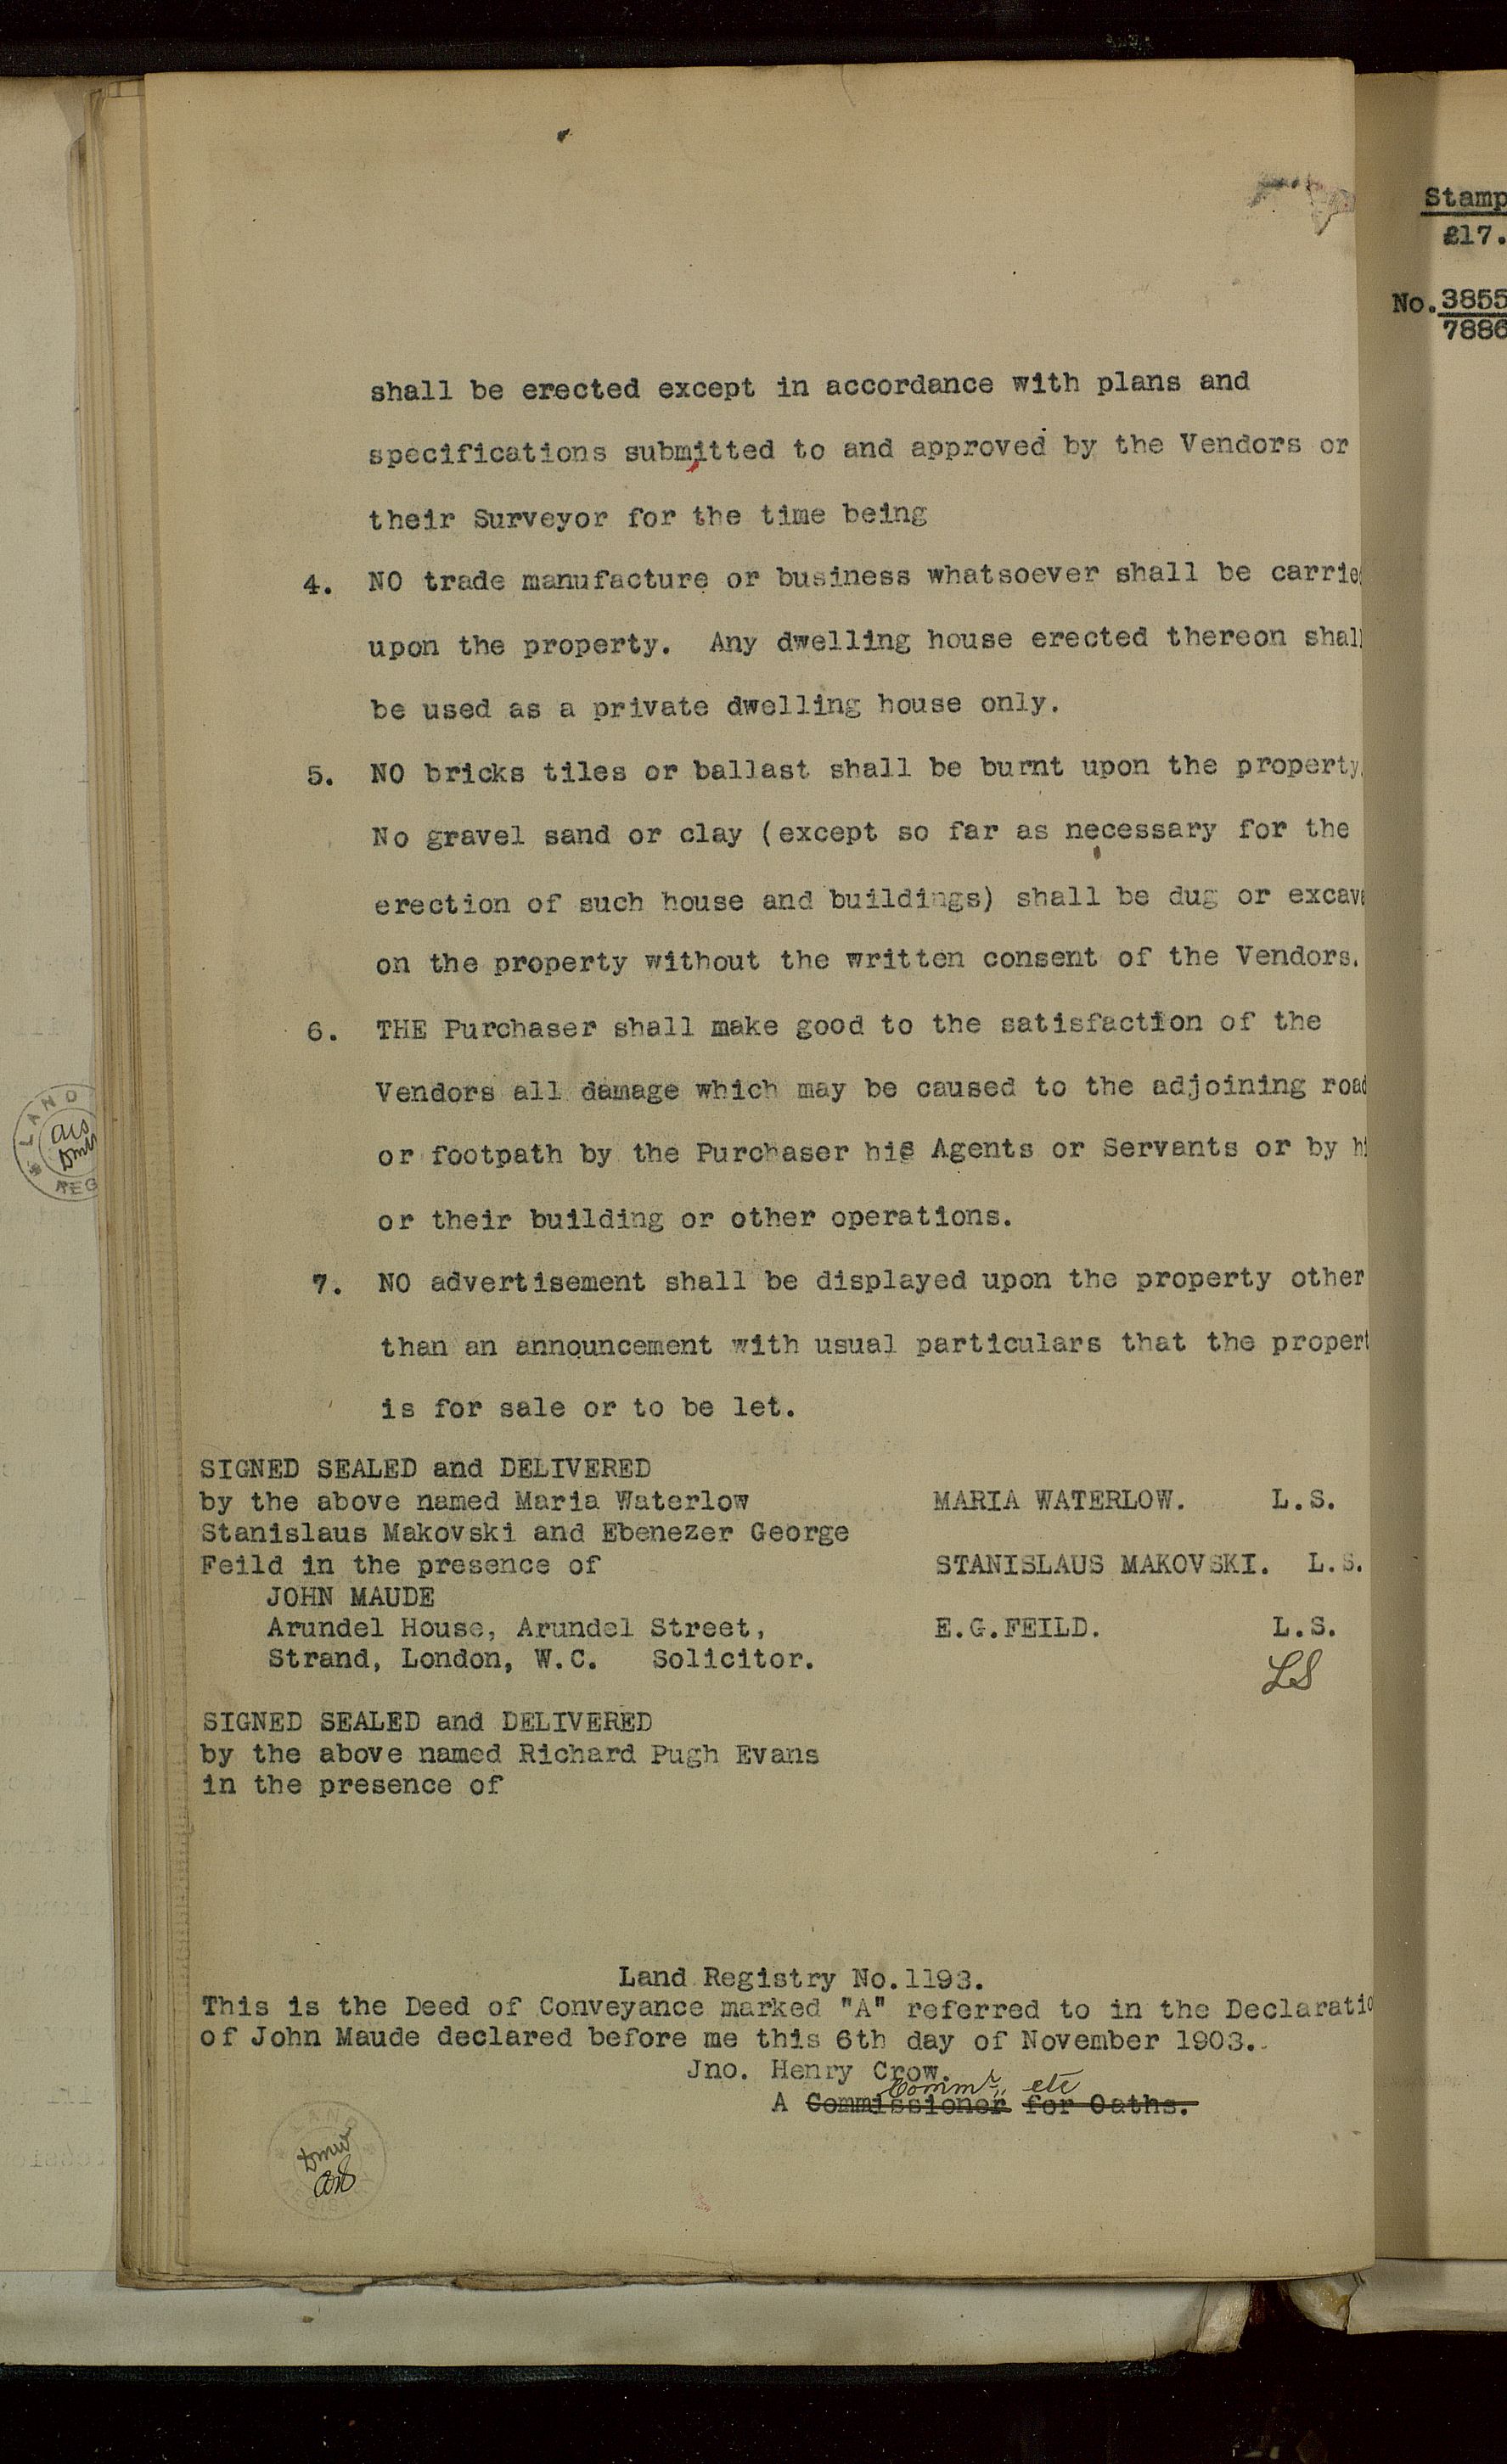 Stamp
£17.
No. 3855
7886
shall be erected except in accordance with plans and
specifications submitted to and approved by the Vendors or
their Surveyor for the time being
4. NO trade manufacture or business whatsoever shall be carrie
upon the property. Any dwelling house erected thereon shal
be used as a private dwelling house only.
5. NO bricks tiles or ballast shall be burnt upon the property.
No gravel sand or clay (except so far as necessary for the
erection of such house and buildings) shall be dug or excav
on the property without the written consent of the Vendors.
6. THE Purchaser shall make good to the satisfaction of the
Vendors all damage which may be caused to the adjoining road
or footpath by the Purchaser his Agents or Servants or by hi
or their building or other operations.
7. NO advertisement shall be displayed upon the property other
than an announcement with usual particulars that the propert
is for sale or to be let.
SIGNED SEALED and DELIVERED
by the above named Maria Waterlow MARIA WATERLOW. L.S.
Stanislaus Makovski and Ebenezer George
Feild in the presence of STANISLAUS MAKOVSKI. L.S.
JOHN MAUDE
Arundel House, Arundel Street, E.G.FEILD. L.S.
Strand, London, W.C. Solicitor.
LS
SIGNED SEALED and DELIVERED
by the above named Richard Pugh Evans
in the presence of
Land Registry No.1193.
This is the Deed of Conveyance marked "A" referred to in the Declaratio
of John Maude declared before me this 6th day of November 1903.
Jno. Henry Crow.
Commr. etc
A Commissioner for Oaths.
LAND
REG
LAND